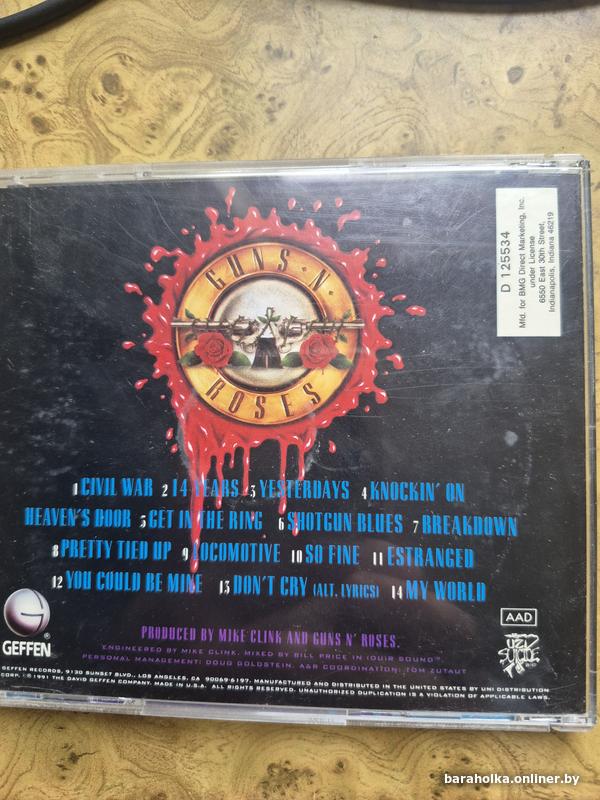 GUNS · N ·
ROSES
D 125534
Mfd. for BMG Direct Marketing, Inc.
under License
6550 East 30th Street,
Indianapolis, Indiana 46219
1 CIVIL WAR 2 14 YEARS 3 YESTERDAYS 4 KNOCKIN' ON
HEAVEN'S DOOR 5 GET IN THE RING 6 SHOTGUN BLUES 7 BREAKDOWN
8 PRETTY TIED UP 9 LOCOMOTIVE 10 SO FINE 11 ESTRANGED
12 YOU COULD BE MINE 13 DON'T CRY (ALT. LYRICS) 14 MY WORLD
PRODUCED BY MIKE CLINK AND GUNS N' ROSES.
ENGINEERED BY MIKE CLINK. MIXED BY BILL PRICE IN (QUIR SOUND™.
PERSONAL MANAGEMENT: DOUG GOLDSTEIN. A&R COORDINATION: TOM ZUTAUT
GEFFEN
AAD
UZI
SUICIDE
GEFFEN RECORDS, 9130 SUNSET BLVD., LOS ANGELES, CA 90069-6197. MANUFACTURED AND DISTRIBUTED IN THE UNITED STATES BY UNI DISTRIBUTION
CORP. ℗© 1991 THE DAVID GEFFEN COMPANY. MADE IN U.S.A. ALL RIGHTS RESERVED. UNAUTHORIZED DUPLICATION IS A VIOLATION OF APPLICABLE LAWS.
baraholka.onliner.by